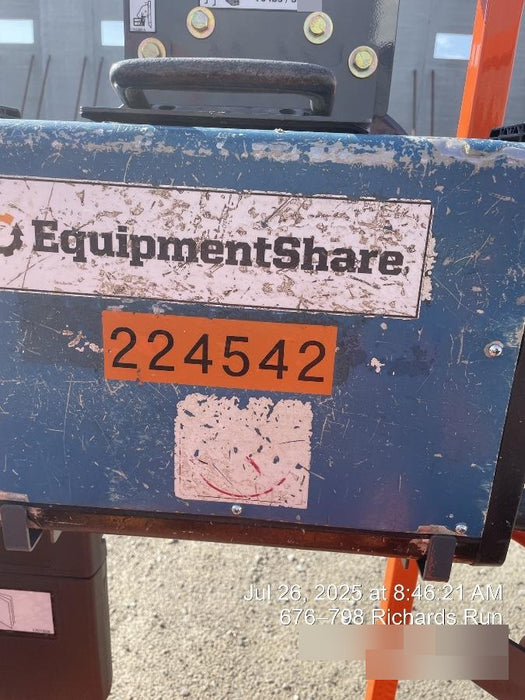 EquipmentShare
224542
Jul 26, 2025 at 8:46:21 AM
676-798 Richards Run